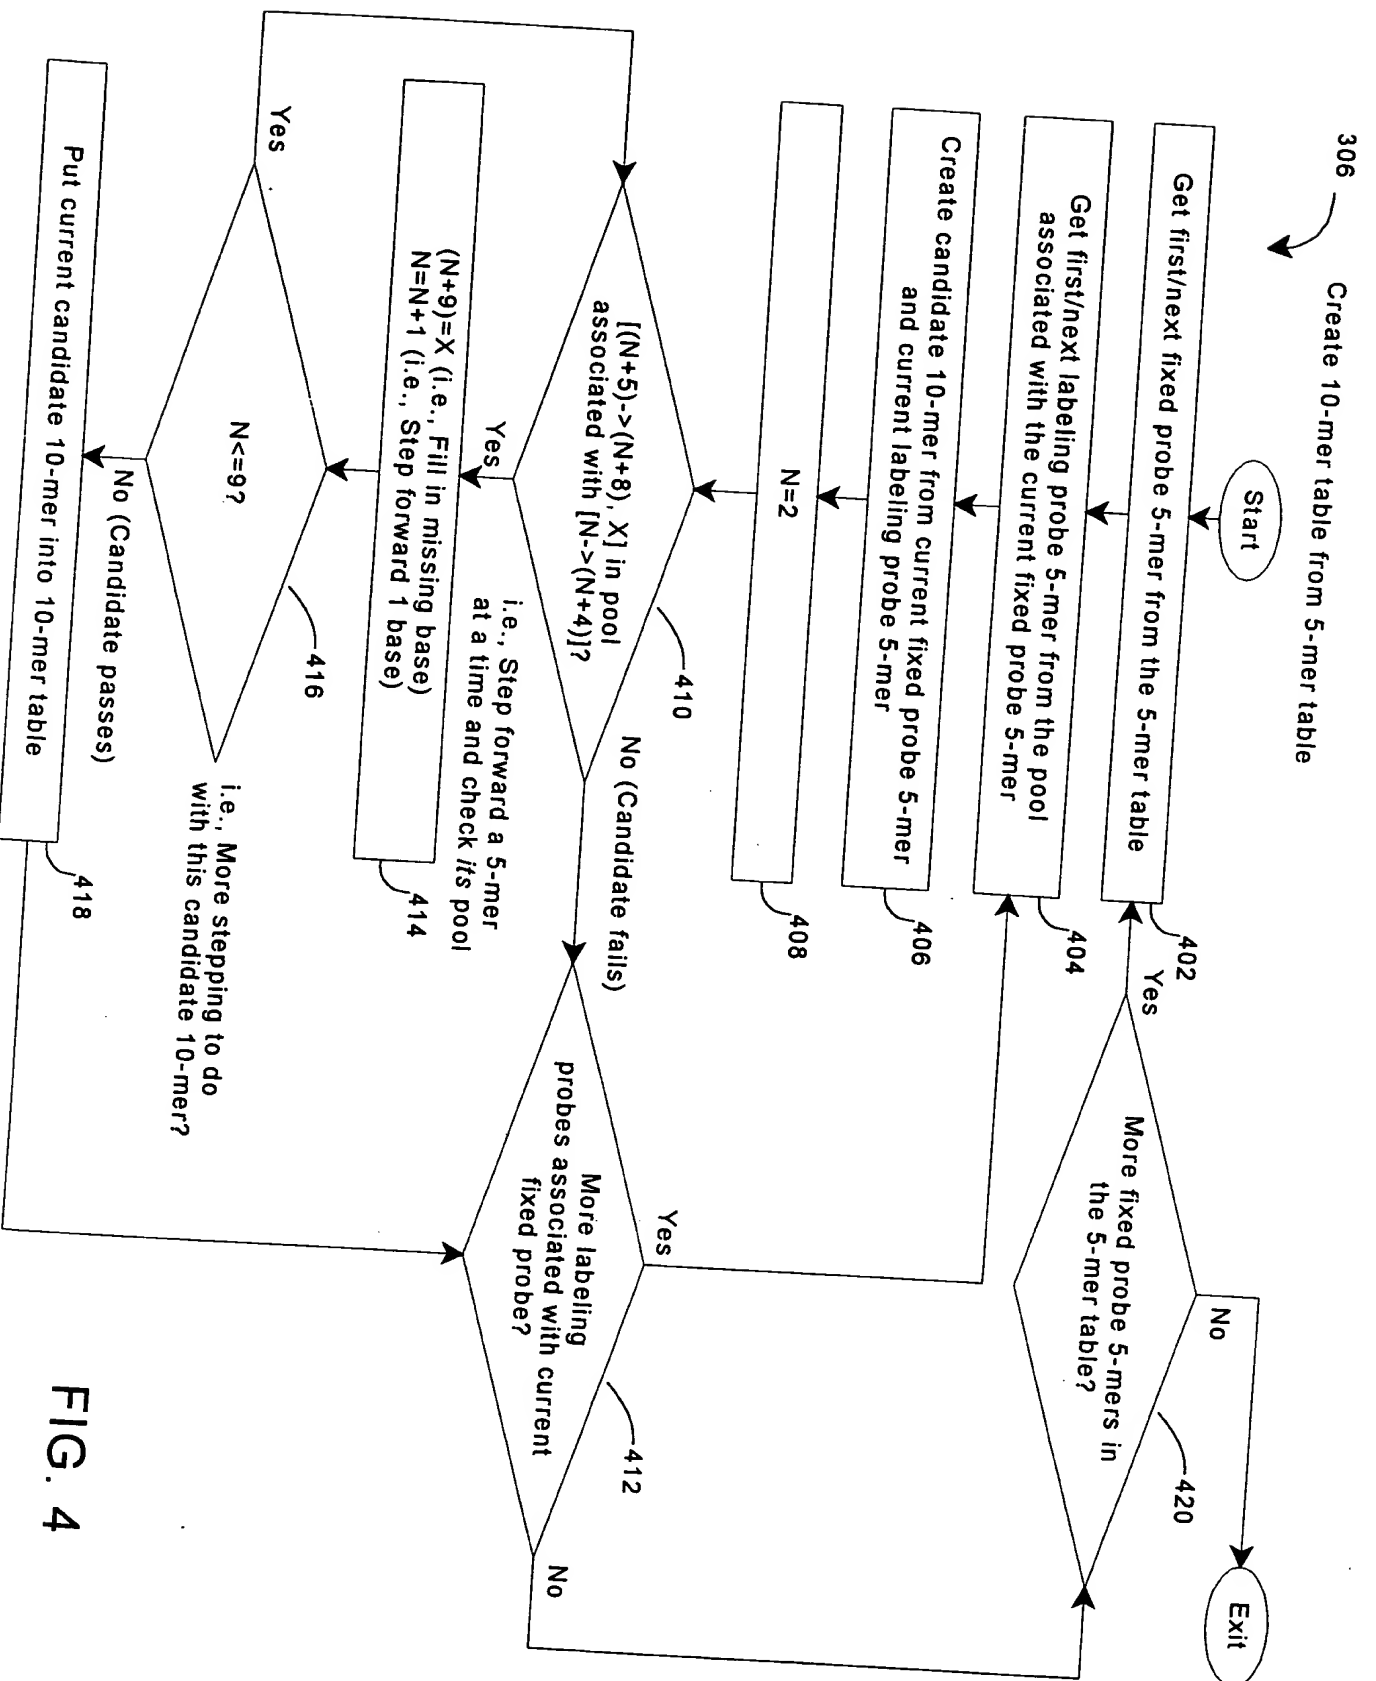 306
Create 10-mer table from 5-mer table
Start
Get first/next fixed probe 5-mer from the 5-mer table
402
Get first/next labeling probe 5-mer from the pool
associated with the current fixed probe 5-mer
404
Create candidate 10-mer from current fixed probe 5-mer
and current labeling probe 5-mer
406
N=2
408
[(N+5)->(N+8), X] in pool
associated with [N->(N+4)]?
410
No (Candidate fails)
Yes
i.e., Step forward a 5-mer
at a time and check its pool
(N+9)=X (i.e., Fill in missing base)
N=N+1 (i.e., Step forward 1 base)
414
Yes
N<=9?
416
i.e., More stepping to do
with this candidate 10-mer?
No (Candidate passes)
Put current candidate 10-mer into 10-mer table
418
More labeling
probes associated with current
fixed probe?
412
Yes
No
More fixed probe 5-mers in
the 5-mer table?
420
Yes
No
Exit
FIG. 4